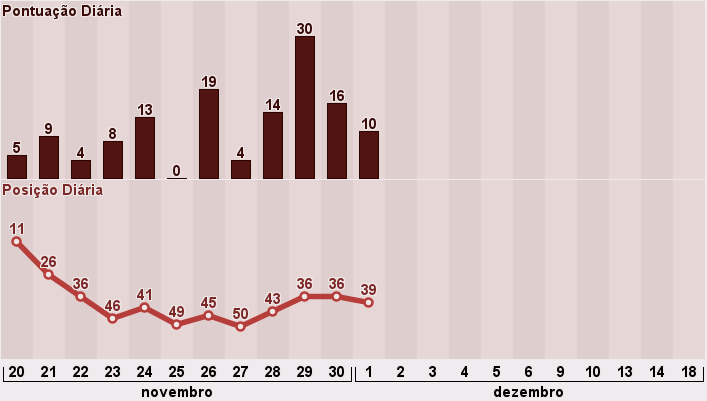 Pontuação Diária
5 9 4 8 13 0 19 4 14 30 16 10
Posição Diária
11 26 36 46 41 49 45 50 43 36 36 39
20 21 22 23 24 25 26 27 28 29 30 1 2 3 4 5 6 9 10 13 14 18
novembro dezembro